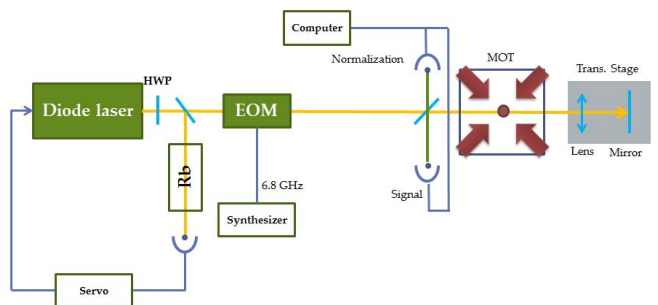 Computer
Normalization
MOT
Trans. Stage
HWP
Diode laser
EOM
Rb
6.8 GHz
Lens
Mirror
Signal
Synthesizer
Servo